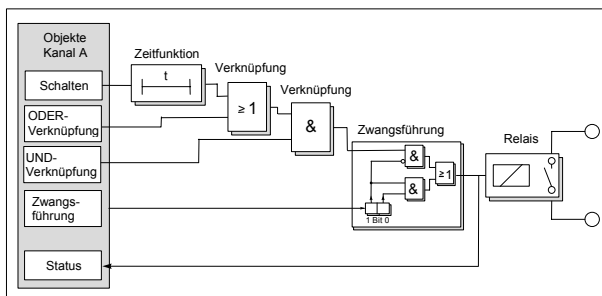 Objekte
Kanal A
Schalten
ODER-
Verknüpfung
UND-
Verknüpfung
Zwangs-
führung
Status
Zeitfunktion
t
Verknüpfung
≥ 1
Verknüpfung
&
Zwangsführung
&
&
≥ 1
1 Bit 0
Relais